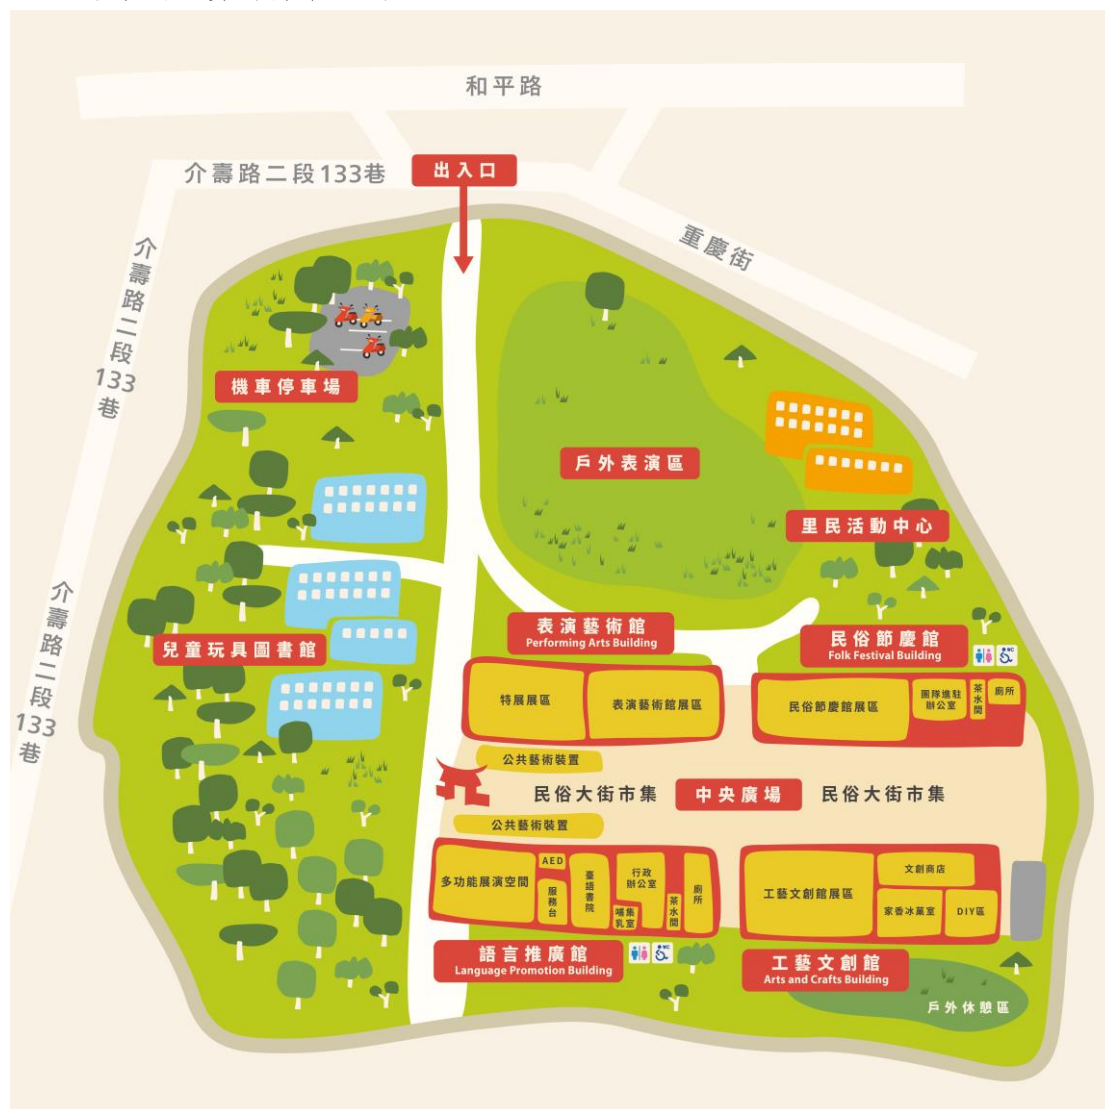 和平路
介壽路二段133巷
出入口
重慶街
介壽路二段133巷
機車停車場
戶外表演區
里民活動中心
介壽路二段133巷
兒童玩具圖書館
表演藝術館
Performing Arts Building
民俗節慶館
Folk Festival Building
WC
特展展區
表演藝術館展區
民俗節慶館展區
團隊進駐
辦公室
茶水間
廁所
公共藝術裝置
民俗大街市集
中央廣場
民俗大街市集
公共藝術裝置
多功能展演空間
AED
服務台
臺語書院
行政
辦公室
哺集
乳室
茶水間
廁所
工藝文創館展區
文創商店
家香冰菓室
DIY區
語言推廣館
Language Promotion Building
WC
工藝文創館
Arts and Crafts Building
戶外休憩區